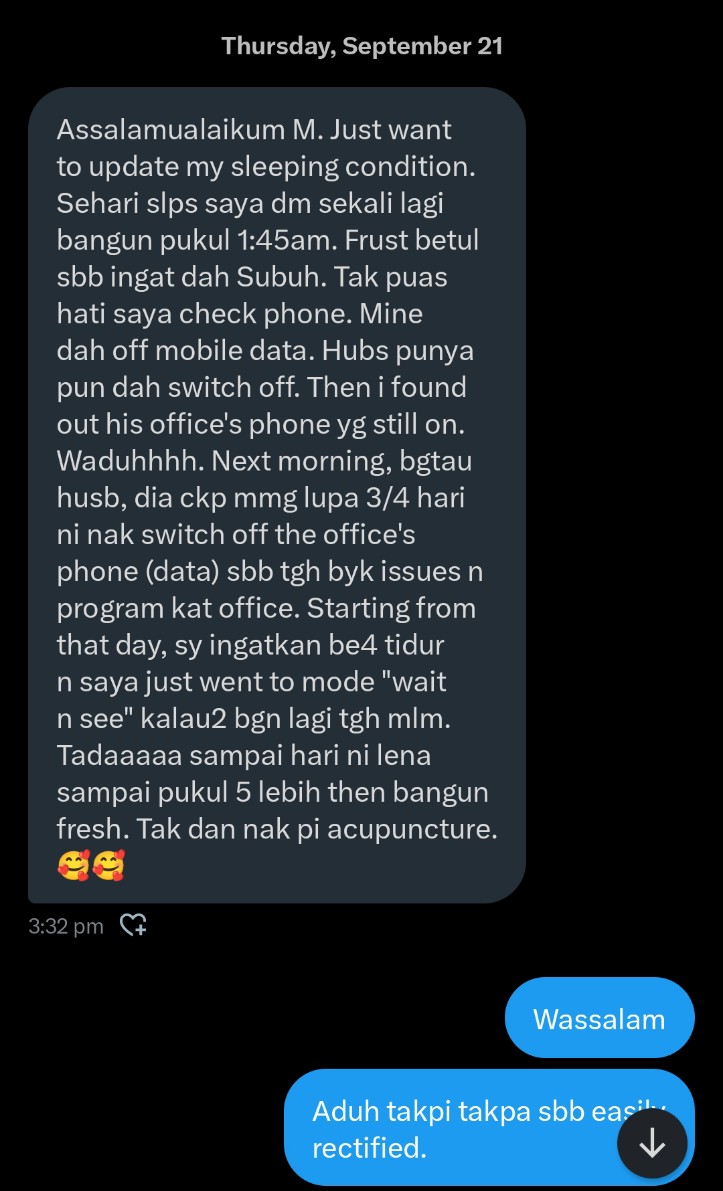 Thursday, September 21
Assalamualaikum M. Just want
to update my sleeping condition.
Sehari slps saya dm sekali lagi
bangun pukul 1:45am. Frust betul
sbb ingat dah Subuh. Tak puas
hati saya check phone. Mine
dah off mobile data. Hubs punya
pun dah switch off. Then i found
out his office's phone yg still on.
Waduhhhh. Next morning, bgtau
husb, dia ckp mmg lupa 3/4 hari
ni nak switch off the office's
phone (data) sbb tgh byk issues n
program kat office. Starting from
that day, sy ingatkan be4 tidur
n saya just went to mode "wait
n see" kalau2 bgn lagi tgh mlm.
Tadaaaaa sampai hari ni lena
sampai pukul 5 lebih then bangun
fresh. Tak dan nak pi acupuncture.
🥰🥰
3:32 pm
Wassalam
Aduh takpi takpa sbb easily
rectified.